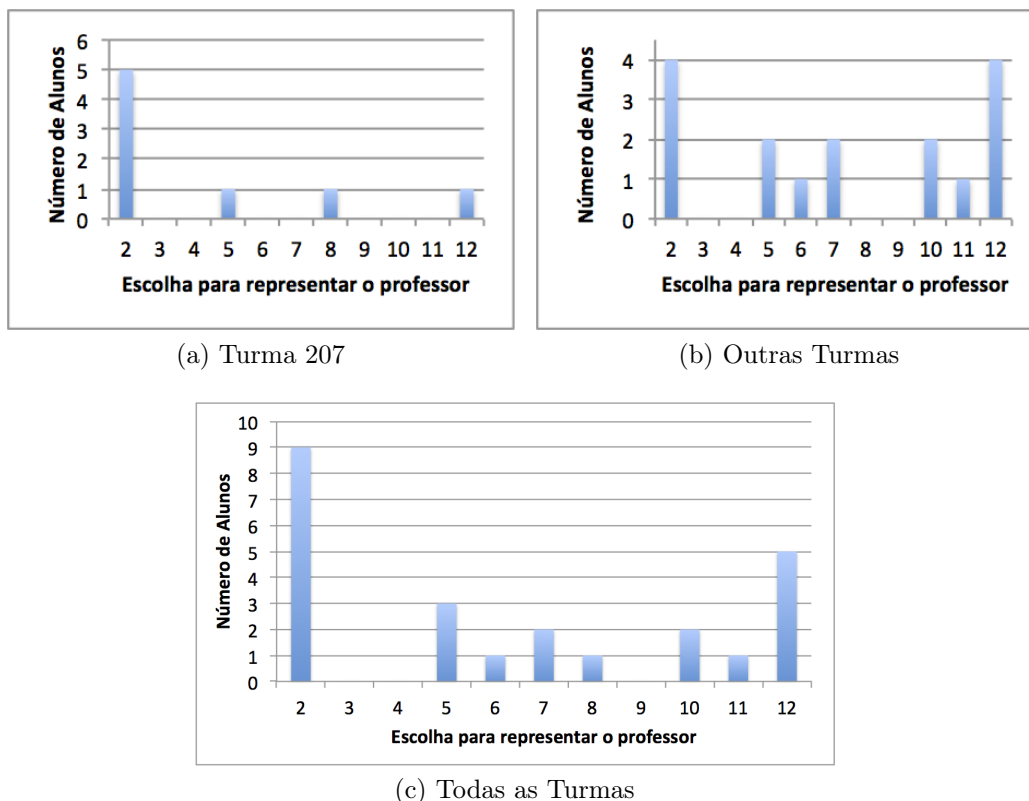 6
5
4
3
2
1
0
Número de Alunos
2 3 4 5 6 7 8 9 10 11 12
Escolha para representar o professor
(a) Turma 207
4
3
2
1
0
Número de Alunos
2 3 4 5 6 7 8 9 10 11 12
Escolha para representar o professor
(b) Outras Turmas
10
9
8
7
6
5
4
3
2
1
0
Número de Alunos
2 3 4 5 6 7 8 9 10 11 12
Escolha para representar o professor
(c) Todas as Turmas